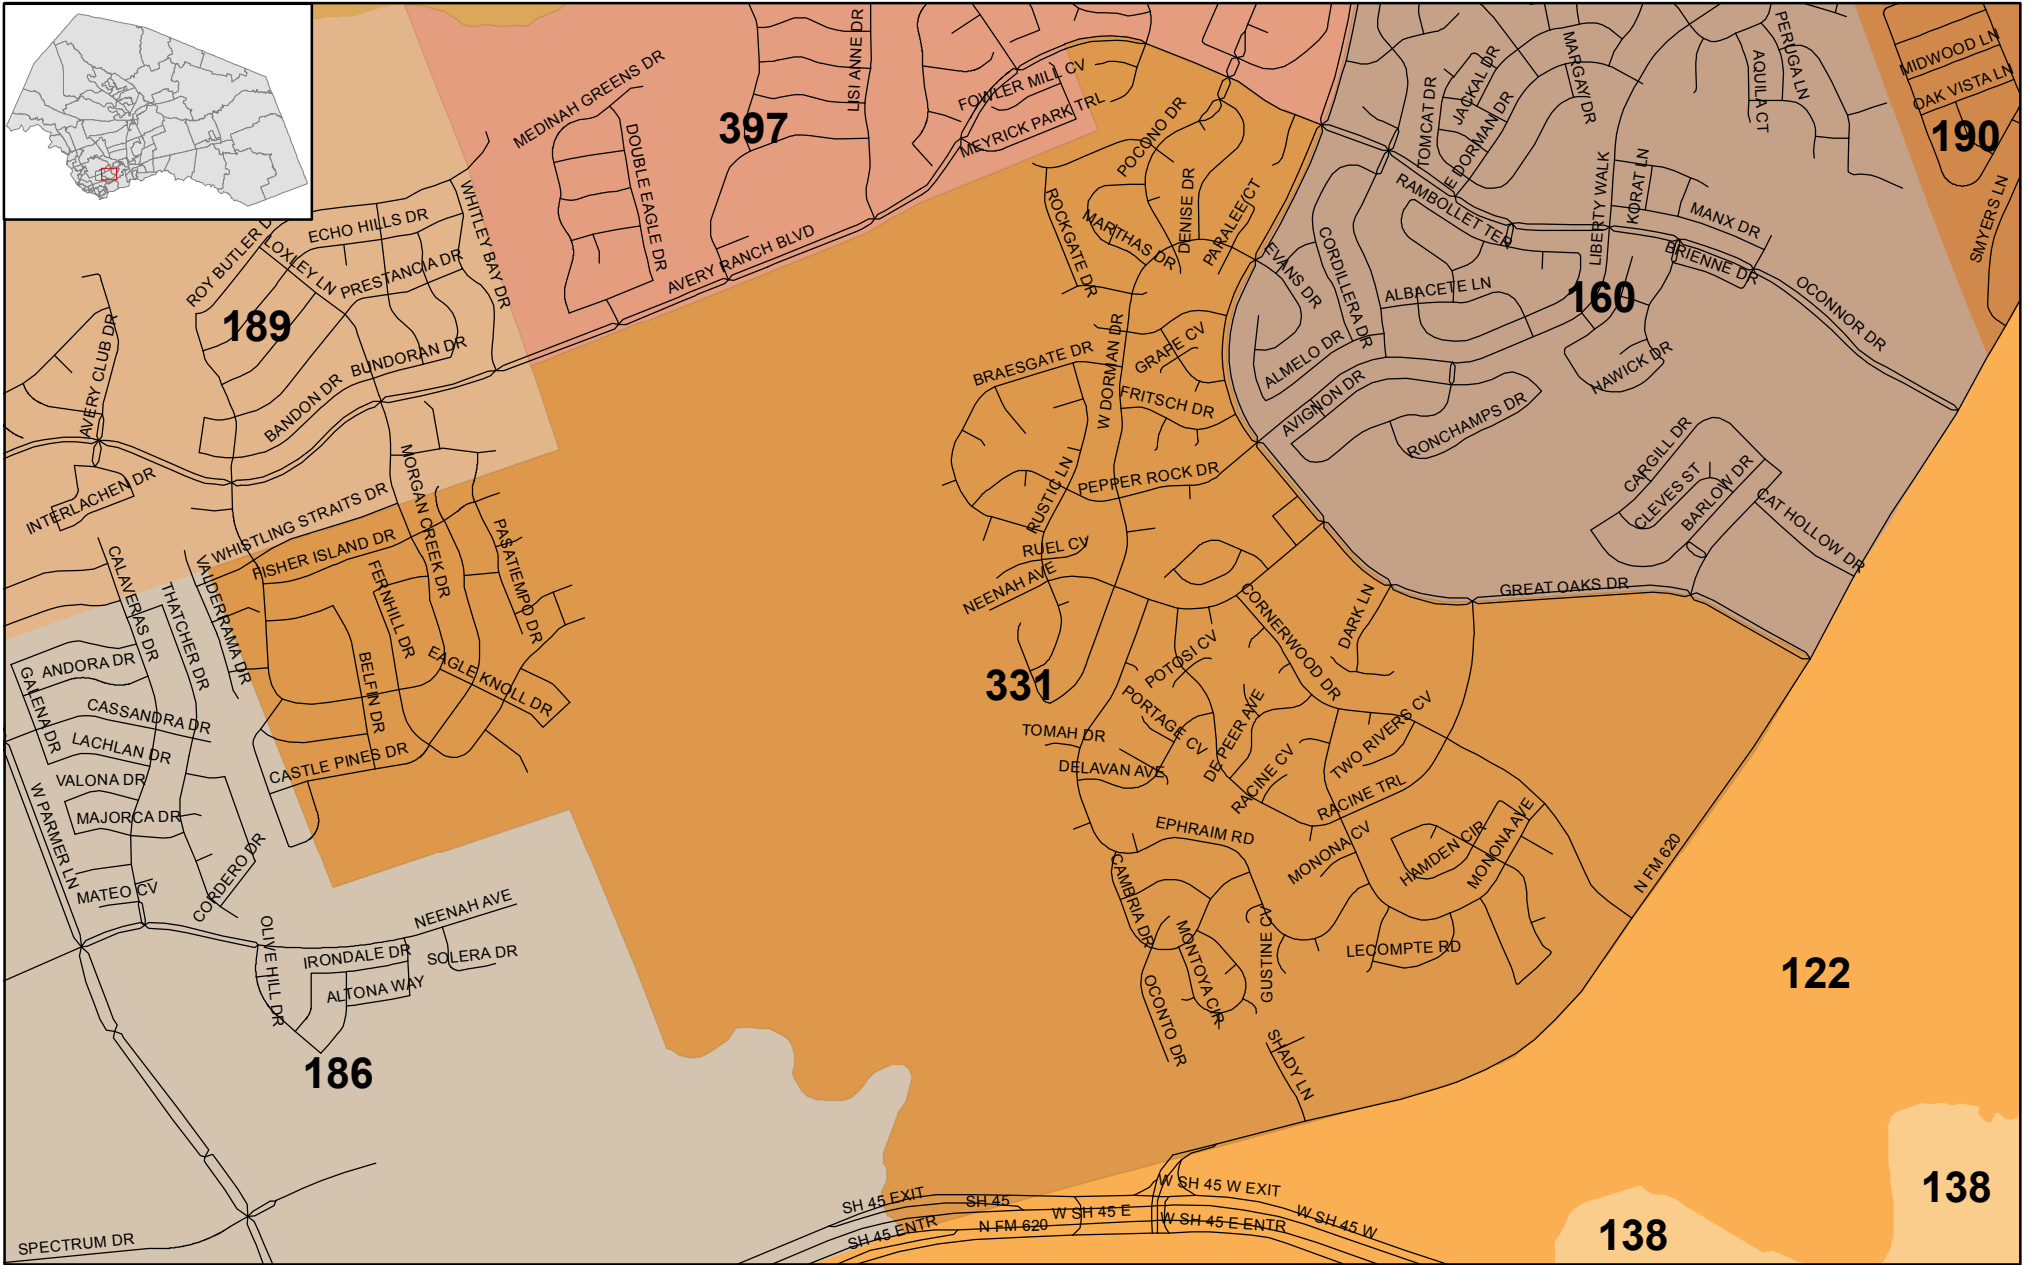 MEDINAH GREENS DR
DOUBLE EAGLE DR
397
LISI ANNE DR
FOWLER MILL CV
MEYRICK PARK TRL
AVERY RANCH BLVD
POCONO DR
DENISE DR
PARALEE CT
MARTHAS DR
ROCKGATE DR
TOMCAT DR
JACKAL DR
E DORMAN DR
MARGAY DR
PERUGA LN
AQUILA CT
MIDWOOD LN
OAK VISTA LN
190
SMYERS LN
RAMBOLLET TER
LIBERTY WALK
KORAT LN
MANX DR
BRIENNE DR
OCONNOR DR
EVANS DR
CORDILLERA DR
ALBACETE LN
160
ALMELO DR
AVIGNON DR
HAWICK DR
RONCHAMPS DR
CARGILL DR
CLEVES ST
BARLOW DR
CAT HOLLOW DR
GREAT OAKS DR
ROY BUTLER D
ECHO HILLS DR
LOXLEY LN
PRESTANCIA DR
WHITLEY BAY DR
189
AVERY CLUB DR
BUNDORAN DR
BANDON DR
INTERLACHEN DR
MORGAN CREEK DR
WHISTLING STRAITS DR
FISHER ISLAND DR
PASATIEMPO DR
FERNHILL DR
CALAVERAS DR
THATCHER DR
VALDERRAMA DR
EAGLE KNOLL DR
BELFIN DR
CASTLE PINES DR
ANDORA DR
GALENA DR
CASSANDRA DR
LACHLAN DR
VALONA DR
MAJORCA DR
W PARMER LN
MATEO CV
CORDERO DR
OLIVE HILL DR
NEENAH AVE
IRONDALE DR
SOLERA DR
ALTONA WAY
186
SPECTRUM DR
W DORMAN DR
GRAPE CV
BRAESGATE DR
FRITSCH DR
PEPPER ROCK DR
RUSTIC LN
RUEL CV
NEENAH AVE
331
CORNERWOOD DR
DARK LN
POTOSI CV
PORTAGE CV
DE PEER AVE
TOMAH DR
DELAVAN AVE
RACINE CV
TWO RIVERS CV
RACINE TRL
EPHRAIM RD
MONONA CV
HAMDEN CIR
MONONA AVE
N FM 620
CAMBRIA DR
MONTOYA CIR
GUSTINE CV
LECOMPTE RD
OCONTO DR
SHADY LN
122
138
138
SH 45 EXIT
SH 45
SH 45 ENTR
N FM 620
W SH 45 E
W SH 45 W EXIT
W SH 45 E ENTR
W SH 45 W